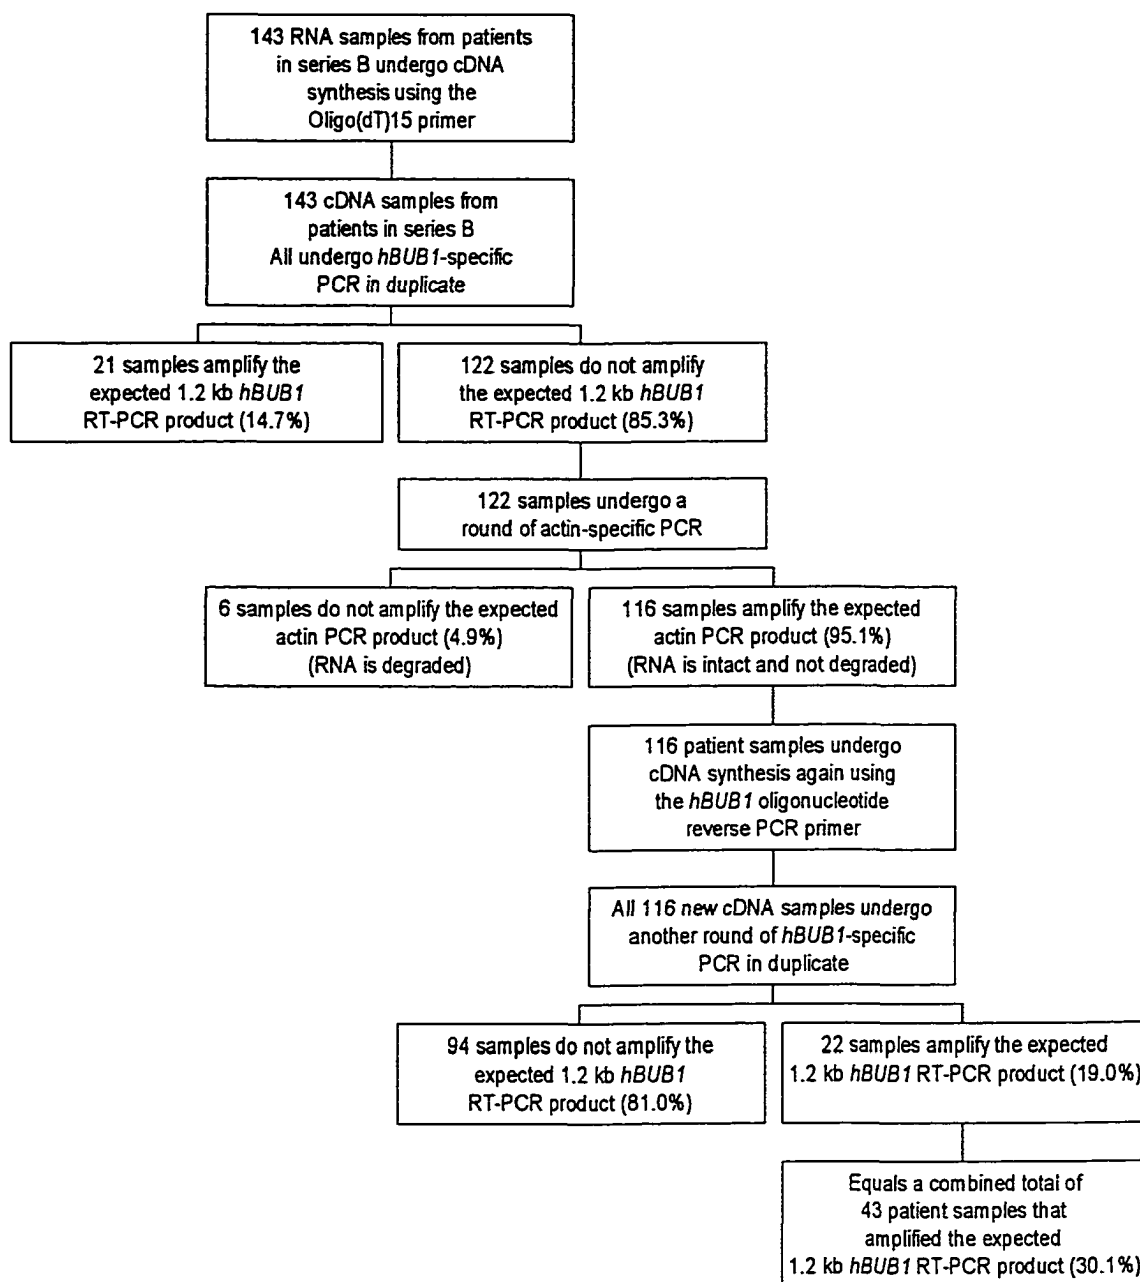 143 RNA samples from patients
in series B undergo cDNA
synthesis using the
Oligo(dT)15 primer
143 cDNA samples from
patients in series B
All undergo hBUB1-specific
PCR in duplicate
21 samples amplify the
expected 1.2 kb hBUB1
RT-PCR product (14.7%)
122 samples do not amplify
the expected 1.2 kb hBUB1
RT-PCR product (85.3%)
122 samples undergo a
round of actin-specific PCR
6 samples do not amplify the expected
actin PCR product (4.9%)
(RNA is degraded)
116 samples amplify the expected
actin PCR product (95.1%)
(RNA is intact and not degraded)
116 patient samples undergo
cDNA synthesis again using
the hBUB1 oligonucleotide
reverse PCR primer
All 116 new cDNA samples undergo
another round of hBUB1-specific
PCR in duplicate
94 samples do not amplify the
expected 1.2 kb hBUB1
RT-PCR product (81.0%)
22 samples amplify the expected
1.2 kb hBUB1 RT-PCR product (19.0%)
Equals a combined total of
43 patient samples that
amplified the expected
1.2 kb hBUB1 RT-PCR product (30.1%)